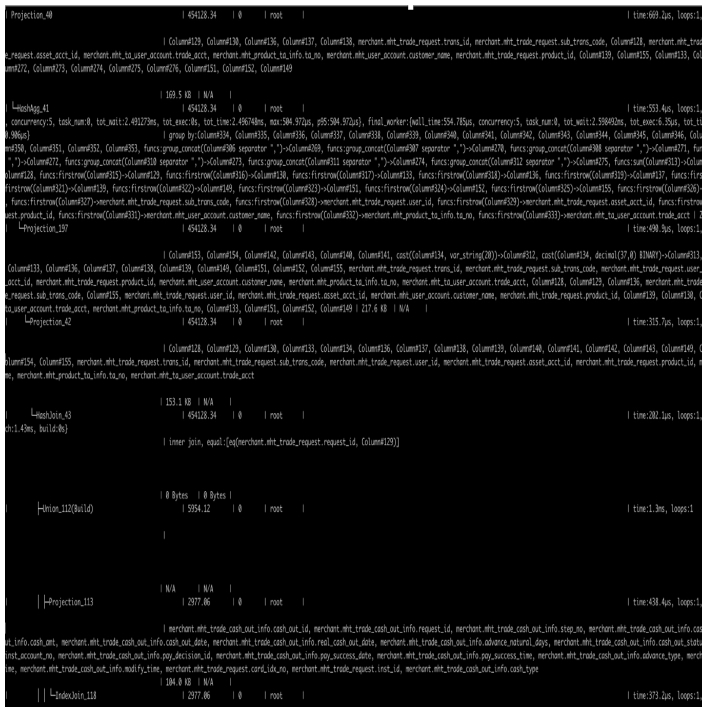 | Projection_40 | 454128.34 | 0 | root | | time:669.2µs, loops:1,
| Column#129, Column#130, Column#136, Column#137, Column#138, merchant.mht_trade_request.trans_id, merchant.mht_trade_request.sub_trans_code, Column#128, merchant.mht_trad
e_request.asset_acct_id, merchant.mht_ta_user_account.trade_acct, merchant.mht_product_ta_info.ta_no, merchant.mht_user_account.customer_name, merchant.mht_trade_request.product_id, Column#139, Column#155, Column#133, Col
umn#272, Column#273, Column#274, Column#275, Column#276, Column#151, Column#152, Column#149
| 169.5 KB | N/A |
| └─HashAgg_41 | 454128.34 | 0 | root | | time:553.4µs, loops:1,
, concurrency:5, task_num:0, tot_wait:2.491273ms, tot_exec:0s, tot_time:2.496748ms, max:504.972µs, p95:504.972µs}, final_worker:{wall_time:554.785µs, concurrency:5, task_num:0, tot_wait:2.598492ms, tot_exec:6.35µs, tot_ti
0.906µs} | group by:Column#334, Column#335, Column#336, Column#337, Column#338, Column#339, Column#340, Column#341, Column#342, Column#343, Column#344, Column#345, Column#346, Colu
mn#350, Column#351, Column#352, Column#353, funcs:group_concat(Column#306 separator ",")->Column#269, funcs:group_concat(Column#307 separator ",")->Column#270, funcs:group_concat(Column#308 separator ",")->Column#271, fun
",")->Column#272, funcs:group_concat(Column#310 separator ",")->Column#273, funcs:group_concat(Column#311 separator ",")->Column#274, funcs:group_concat(Column#312 separator ",")->Column#275, funcs:sum(Column#313)->Colum
olumn#128, funcs:firstrow(Column#315)->Column#129, funcs:firstrow(Column#316)->Column#130, funcs:firstrow(Column#317)->Column#133, funcs:firstrow(Column#318)->Column#136, funcs:firstrow(Column#319)->Column#137, funcs:firs
firstrow(Column#321)->Column#139, funcs:firstrow(Column#322)->Column#149, funcs:firstrow(Column#323)->Column#151, funcs:firstrow(Column#324)->Column#152, funcs:firstrow(Column#325)->Column#155, funcs:firstrow(Column#326)-
, funcs:firstrow(Column#327)->merchant.mht_trade_request.sub_trans_code, funcs:firstrow(Column#328)->merchant.mht_trade_request.user_id, funcs:firstrow(Column#329)->merchant.mht_trade_request.asset_acct_id, funcs:firstrow
uest.product_id, funcs:firstrow(Column#331)->merchant.mht_user_account.customer_name, funcs:firstrow(Column#332)->merchant.mht_product_ta_info.ta_no, funcs:firstrow(Column#333)->merchant.mht_ta_user_account.trade_acct | 2
| └─Projection_197 | 454128.34 | 0 | root | | time:490.9µs, loops:1,
| Column#153, Column#154, Column#142, Column#143, Column#140, Column#141, cast(Column#134, var_string(20))->Column#312, cast(Column#134, decimal(37,0) BINARY)->Column#313,
Column#133, Column#136, Column#137, Column#138, Column#139, Column#149, Column#151, Column#152, Column#155, merchant.mht_trade_request.trans_id, merchant.mht_trade_request.sub_trans_code, merchant.mht_trade_request.user_
_acct_id, merchant.mht_trade_request.product_id, merchant.mht_user_account.customer_name, merchant.mht_product_ta_info.ta_no, merchant.mht_ta_user_account.trade_acct, Column#128, Column#129, Column#136, merchant.mht_trade
e_request.sub_trans_code, Column#155, merchant.mht_trade_request.user_id, merchant.mht_trade_request.asset_acct_id, merchant.mht_user_account.customer_name, merchant.mht_trade_request.product_id, Column#139, Column#130, C
ta_user_account.trade_acct, merchant.mht_product_ta_info.ta_no, Column#133, Column#151, Column#152, Column#149 | 217.6 KB | N/A |
| └─Projection_42 | 454128.34 | 0 | root | | time:315.7µs, loops:1,
| Column#128, Column#129, Column#130, Column#133, Column#134, Column#136, Column#137, Column#138, Column#139, Column#140, Column#141, Column#142, Column#143, Column#149, C
olumn#154, Column#155, merchant.mht_trade_request.trans_id, merchant.mht_trade_request.sub_trans_code, merchant.mht_trade_request.user_id, merchant.mht_trade_request.asset_acct_id, merchant.mht_trade_request.product_id, m
me, merchant.mht_product_ta_info.ta_no, merchant.mht_ta_user_account.trade_acct
| 153.1 KB | N/A |
| └─HashJoin_43 | 454128.34 | 0 | root | | time:202.1µs, loops:1,
ch:1.43ms, build:0s}
| inner join, equal:[eq(merchant.mht_trade_request.request_id, Column#129)]
| 0 Bytes | 0 Bytes |
| ├─Union_112(Build) | 5954.12 | 0 | root | | time:1.3ms, loops:1
|
| N/A | N/A |
| │ ├─Projection_113 | 2977.06 | 0 | root | | time:438.4µs, loops:1,
| merchant.mht_trade_cash_out_info.cash_out_id, merchant.mht_trade_cash_out_info.request_id, merchant.mht_trade_cash_out_info.step_no, merchant.mht_trade_cash_out_info.cas
ut_info.cash_amt, merchant.mht_trade_cash_out_info.cash_out_date, merchant.mht_trade_cash_out_info.real_cash_out_date, merchant.mht_trade_cash_out_info.advance_natural_days, merchant.mht_trade_cash_out_info.cash_out_statu
inst_account_no, merchant.mht_trade_cash_out_info.pay_decision_id, merchant.mht_trade_cash_out_info.pay_success_date, merchant.mht_trade_cash_out_info.pay_success_time, merchant.mht_trade_cash_out_info.advance_type, merch
ime, merchant.mht_trade_cash_out_info.modify_time, merchant.mht_trade_request.card_idx_no, merchant.mht_trade_request.inst_id, merchant.mht_trade_cash_out_info.cash_type
| 104.0 KB | N/A |
| │ │ └─IndexJoin_118 | 2977.06 | 0 | root | | time:373.2µs, loops:1,